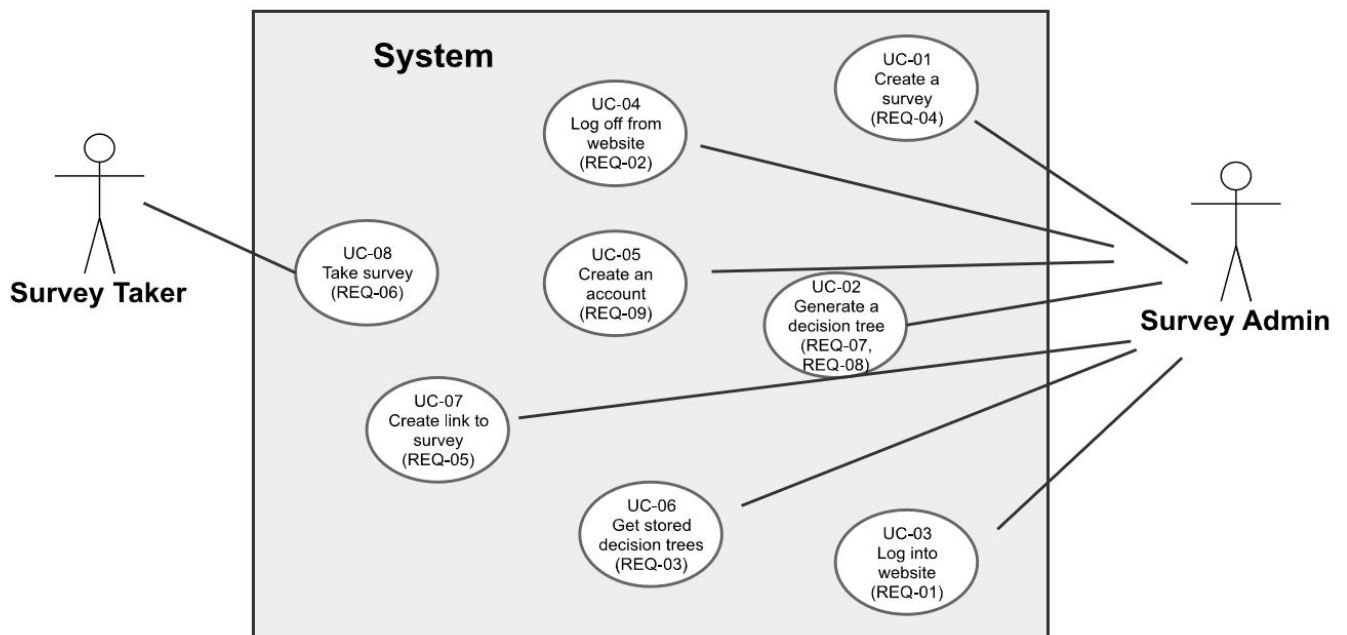 System
UC-01
Create a
survey
(REQ-04)
UC-04
Log off from
website
(REQ-02)
UC-08
Take survey
(REQ-06)
Survey Taker
UC-05
Create an
account
(REQ-09)
UC-02
Generate a
decision tree
(REQ-07,
REQ-08)
Survey Admin
UC-07
Create link to
survey
(REQ-05)
UC-06
Get stored
decision trees
(REQ-03)
UC-03
Log into
website
(REQ-01)